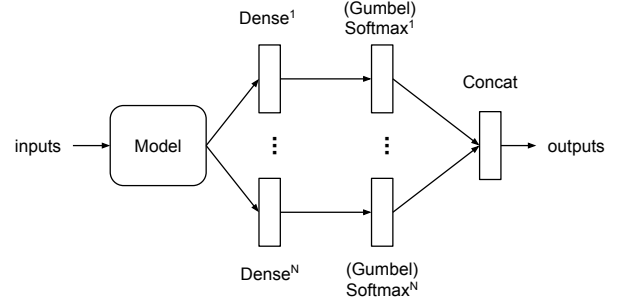 Dense¹
(Gumbel)
Softmax¹
Concat
inputs
Model
outputs
...
...
Dense^N
(Gumbel)
Softmax^N